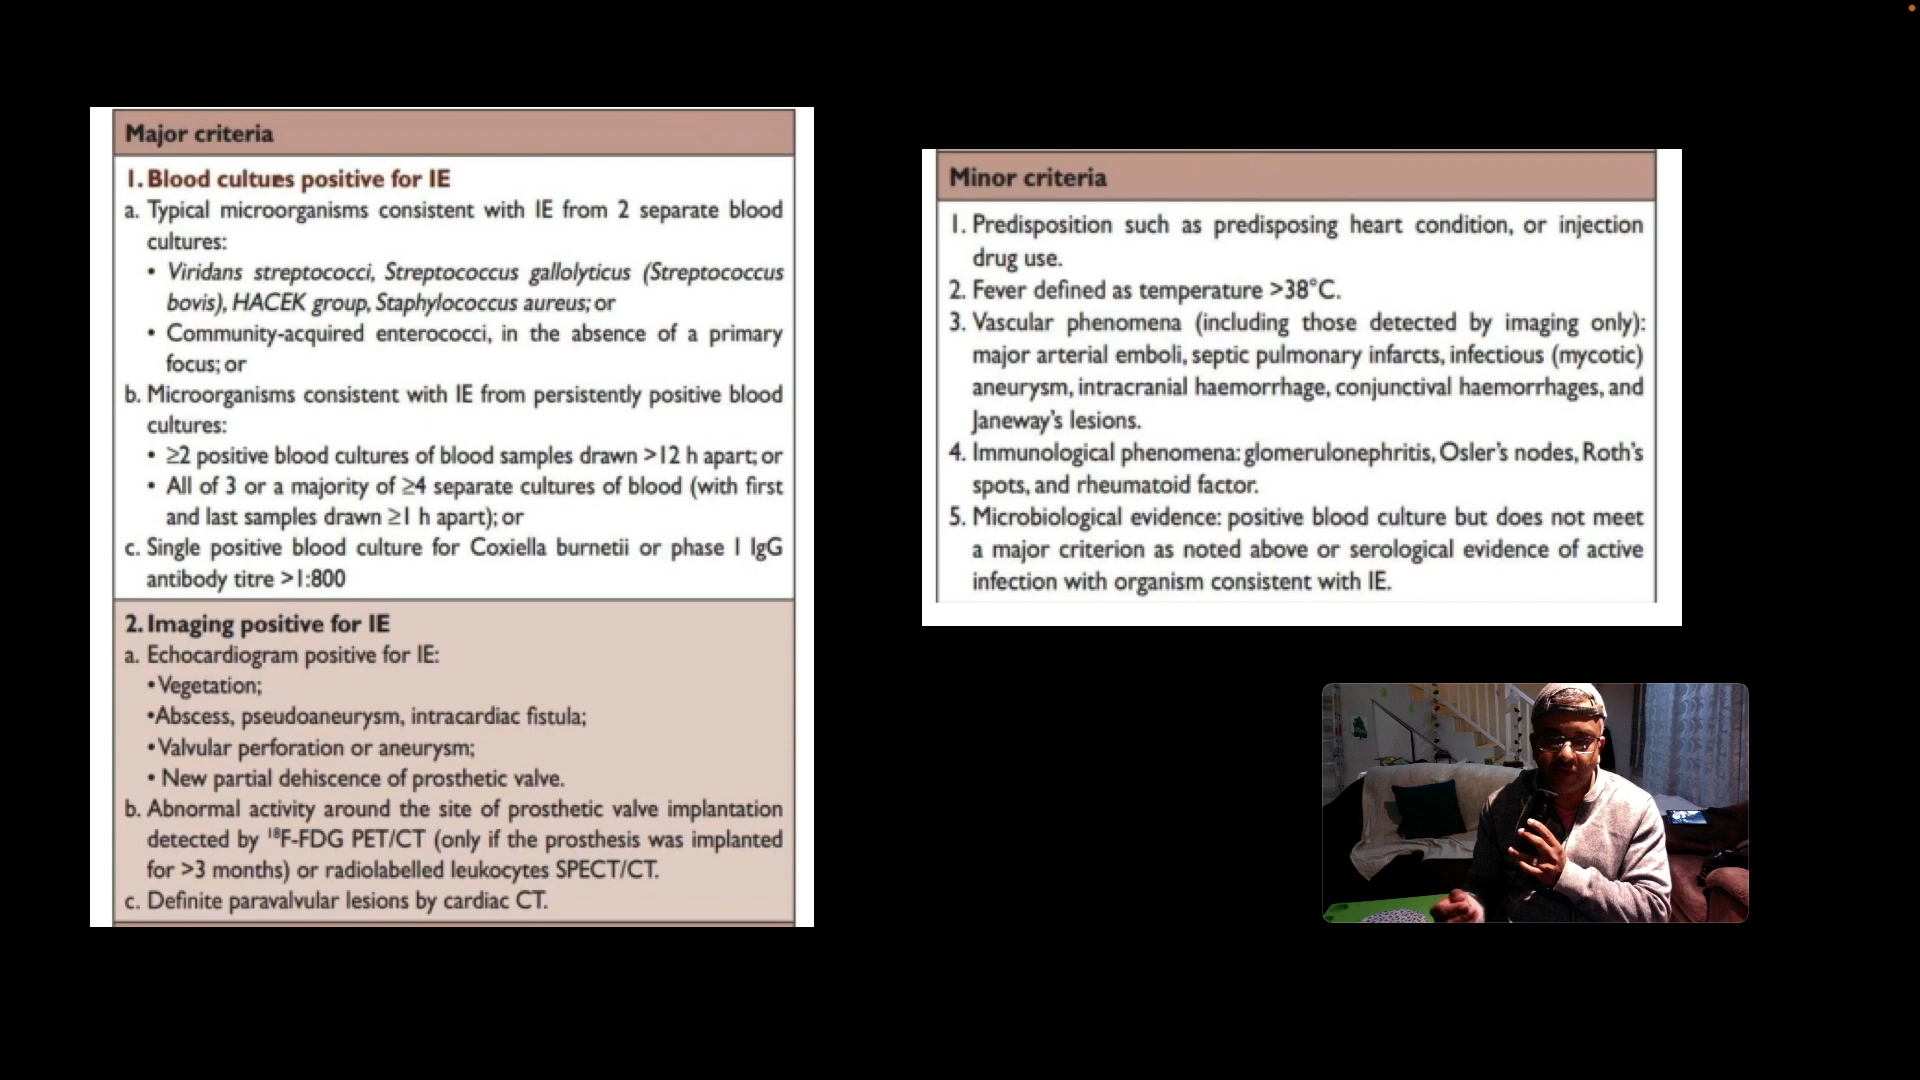 Major criteria
1. Blood cultures positive for IE
a. Typical microorganisms consistent with IE from 2 separate blood
cultures:
• Viridans streptococci, Streptococcus gallolyticus (Streptococcus
bovis), HACEK group, Staphylococcus aureus; or
• Community-acquired enterococci, in the absence of a primary
focus; or
b. Microorganisms consistent with IE from persistently positive blood
cultures:
• ≥2 positive blood cultures of blood samples drawn >12 h apart; or
• All of 3 or a majority of ≥4 separate cultures of blood (with first
and last samples drawn ≥1 h apart); or
c. Single positive blood culture for Coxiella burnetii or phase I IgG
antibody titre >1:800
2. Imaging positive for IE
a. Echocardiogram positive for IE:
• Vegetation;
• Abscess, pseudoaneurysm, intracardiac fistula;
• Valvular perforation or aneurysm;
• New partial dehiscence of prosthetic valve.
b. Abnormal activity around the site of prosthetic valve implantation
detected by ¹⁸F-FDG PET/CT (only if the prosthesis was implanted
for >3 months) or radiolabelled leukocytes SPECT/CT.
c. Definite paravalvular lesions by cardiac CT.
Minor criteria
1. Predisposition such as predisposing heart condition, or injection
drug use.
2. Fever defined as temperature >38°C.
3. Vascular phenomena (including those detected by imaging only):
major arterial emboli, septic pulmonary infarcts, infectious (mycotic)
aneurysm, intracranial haemorrhage, conjunctival haemorrhages, and
Janeway's lesions.
4. Immunological phenomena: glomerulonephritis, Osler's nodes, Roth's
spots, and rheumatoid factor.
5. Microbiological evidence: positive blood culture but does not meet
a major criterion as noted above or serological evidence of active
infection with organism consistent with IE.